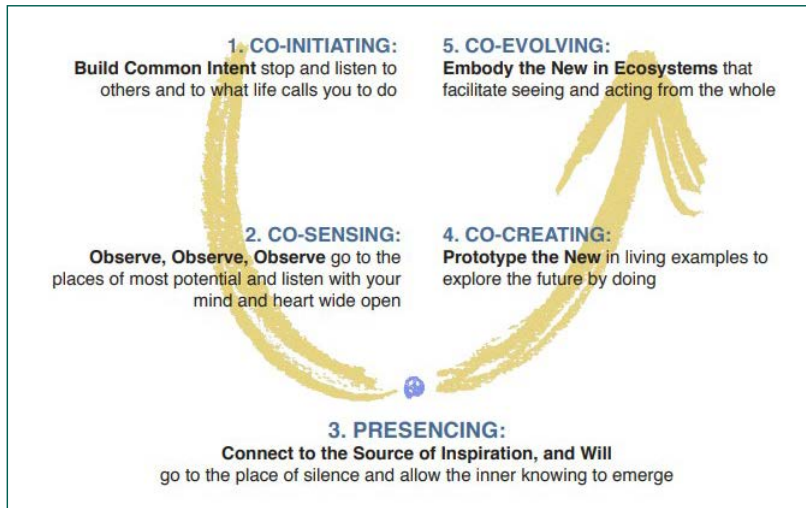 1. CO-INITIATING:
Build Common Intent stop and listen to
others and to what life calls you to do
2. CO-SENSING:
Observe, Observe, Observe go to the
places of most potential and listen with your
mind and heart wide open
3. PRESENCING:
Connect to the Source of Inspiration, and Will
go to the place of silence and allow the inner knowing to emerge
4. CO-CREATING:
Prototype the New in living examples to
explore the future by doing
5. CO-EVOLVING:
Embody the New in Ecosystems that
facilitate seeing and acting from the whole